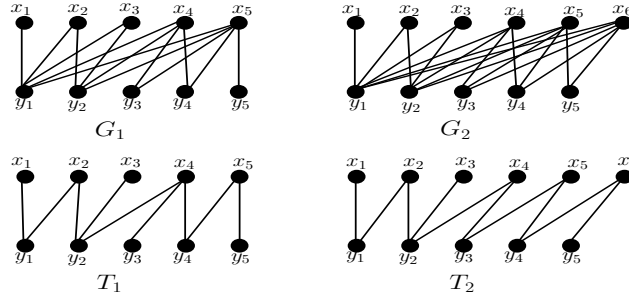 x₁ x₂ x₃ x₄ x₅ x₁ x₂ x₃ x₄ x₅ x₆
y₁ y₂ y₃ y₄ y₅ y₁ y₂ y₃ y₄ y₅
G₁ G₂
x₁ x₂ x₃ x₄ x₅ x₁ x₂ x₃ x₄ x₅ x
y₁ y₂ y₃ y₄ y₅ y₁ y₂ y₃ y₄ y₅
T₁ T₂